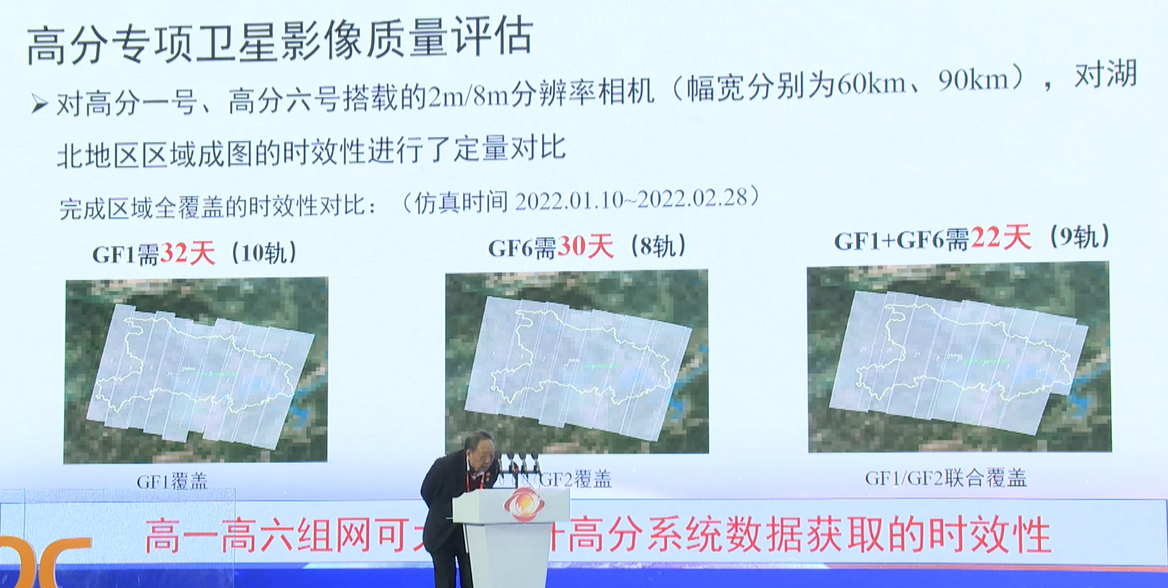 高分专项卫星影像质量评估
➢ 对高分一号、高分六号搭载的2m/8m分辨率相机（幅宽分别为60km、90km），对湖
北地区区域成图的时效性进行了定量对比
完成区域全覆盖的时效性对比：（仿真时间 2022.01.10~2022.02.28）
GF1需32天（10轨）
GF6需30天（8轨）
GF1+GF6需22天（9轨）
GF1覆盖
GF2覆盖
GF1/GF2联合覆盖
高一高六组网可 升高分系统数据获取的时效性